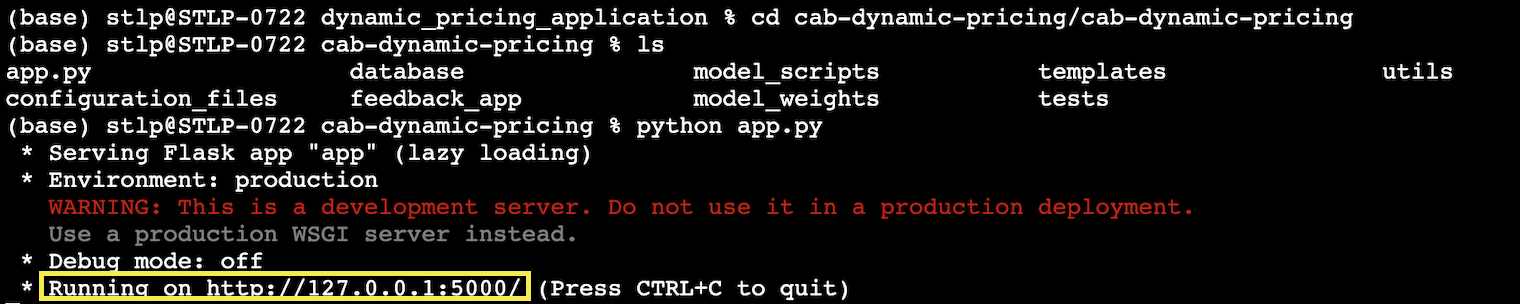 (base) stlp@STLP-0722 dynamic_pricing_application % cd cab-dynamic-pricing/cab-dynamic-pricing
(base) stlp@STLP-0722 cab-dynamic-pricing % ls
app.py database model_scripts templates utils
configuration_files feedback_app model_weights tests
(base) stlp@STLP-0722 cab-dynamic-pricing % python app.py
* Serving Flask app "app" (lazy loading)
* Environment: production
WARNING: This is a development server. Do not use it in a production deployment.
Use a production WSGI server instead.
* Debug mode: off
* Running on http://127.0.0.1:5000/ (Press CTRL+C to quit)